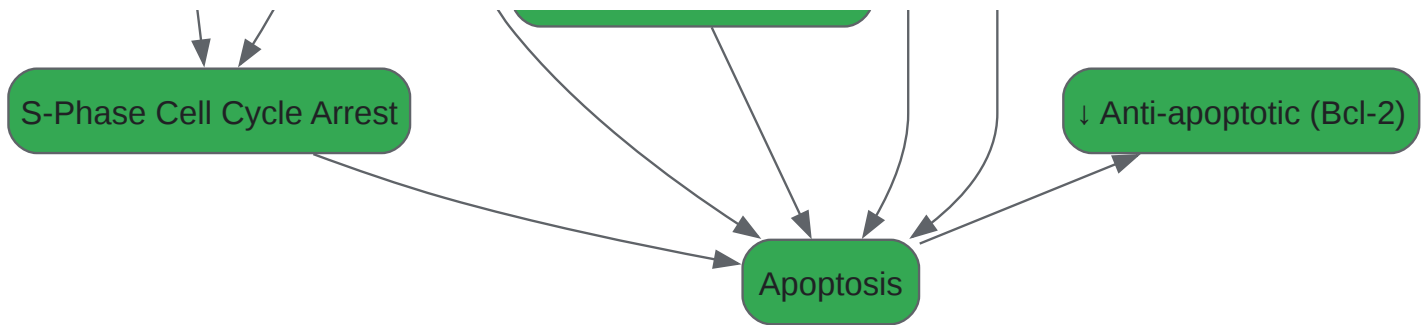 S-Phase Cell Cycle Arrest
↓ Anti-apoptotic (Bcl-2)
Apoptosis